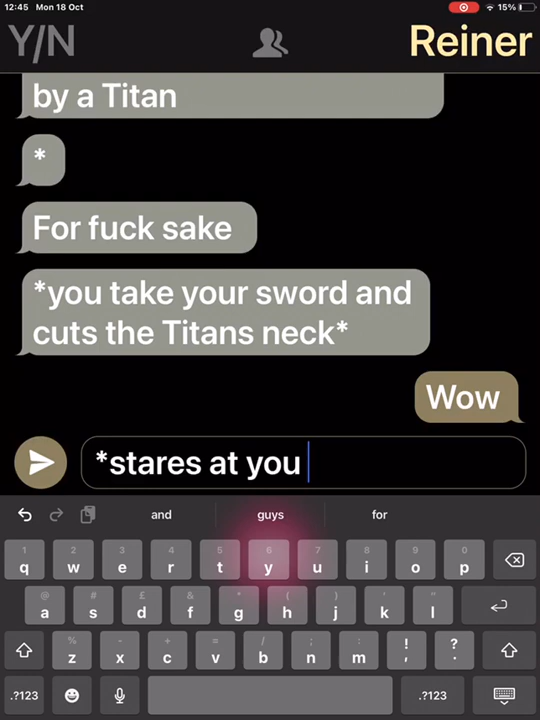 12:45 Mon 18 Oct 15%
Y/N Reiner
by a Titan
*
For fuck sake
*you take your sword and
cuts the Titans neck*
Wow
*stares at you
and guys for
1 2 3 4 5 6 7 8 9 0
q w e r t y u i o p
@ # £ & * ( ) ' "
a s d f g h j k l
% - + = / ; : ! ?
z x c v b n m , .
.?123 .?123